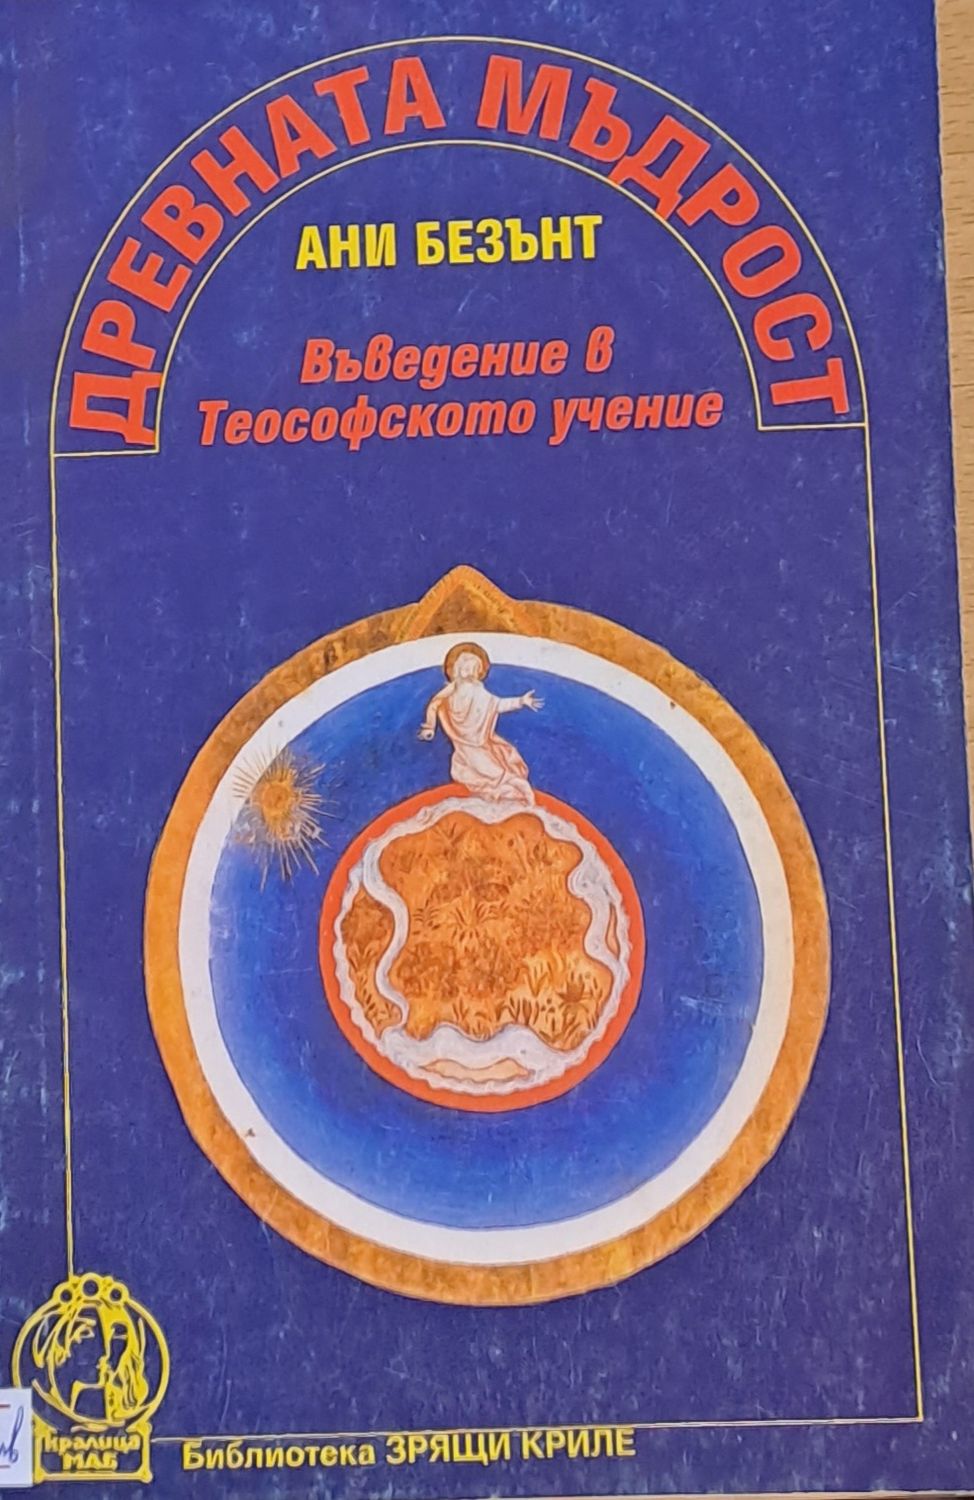 ДРЕВНАТА МЪДРОСТ
АНИ БЕЗЪНТ
Въведение в
Теософското учение
Кралица
МАБ
Библиотека ЗРЯЩИ КРИЛЕ